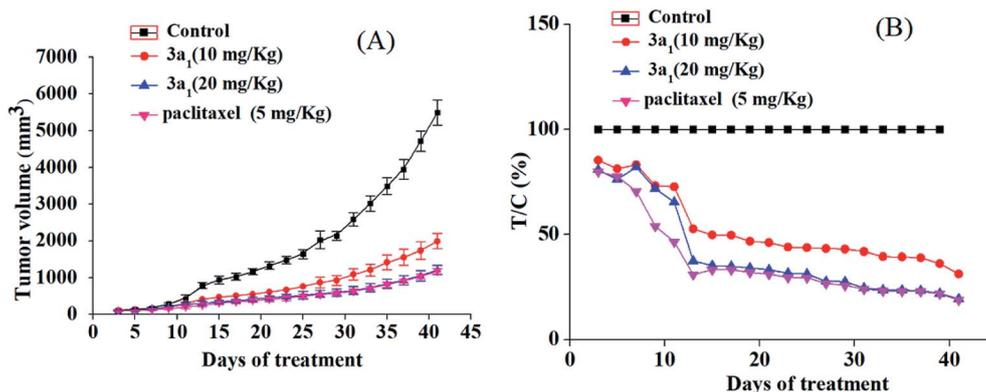 Control
3a1(10 mg/Kg)
3a1(20 mg/Kg)
paclitaxel (5 mg/Kg)
(A)
Tumor volume (mm3)
7000
6000
5000
4000
3000
2000
1000
0
0 5 10 15 20 25 30 35 40 45
Days of treatment
Control
3a1(10 mg/Kg)
3a1(20 mg/Kg)
paclitaxel (5 mg/Kg)
(B)
T/C (%)
150
100
50
0
0 10 20 30 40
Days of treatment